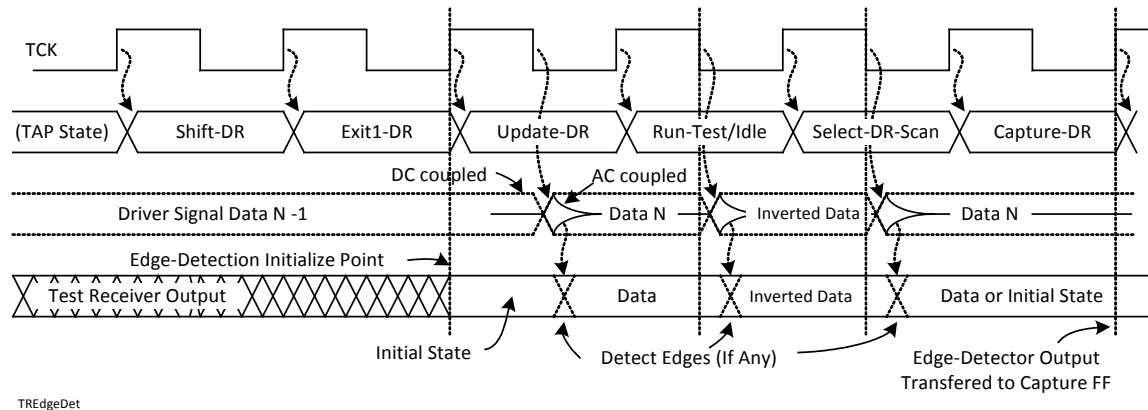 TCK
(TAP State) Shift-DR Exit1-DR Update-DR Run-Test/Idle Select-DR-Scan Capture-DR
DC coupled AC coupled
Driver Signal Data N -1 Data N Inverted Data Data N
Edge-Detection Initialize Point
Test Receiver Output Data Inverted Data Data or Initial State
Initial State Detect Edges (If Any) Edge-Detector Output
Transfered to Capture FF
TREdgeDet